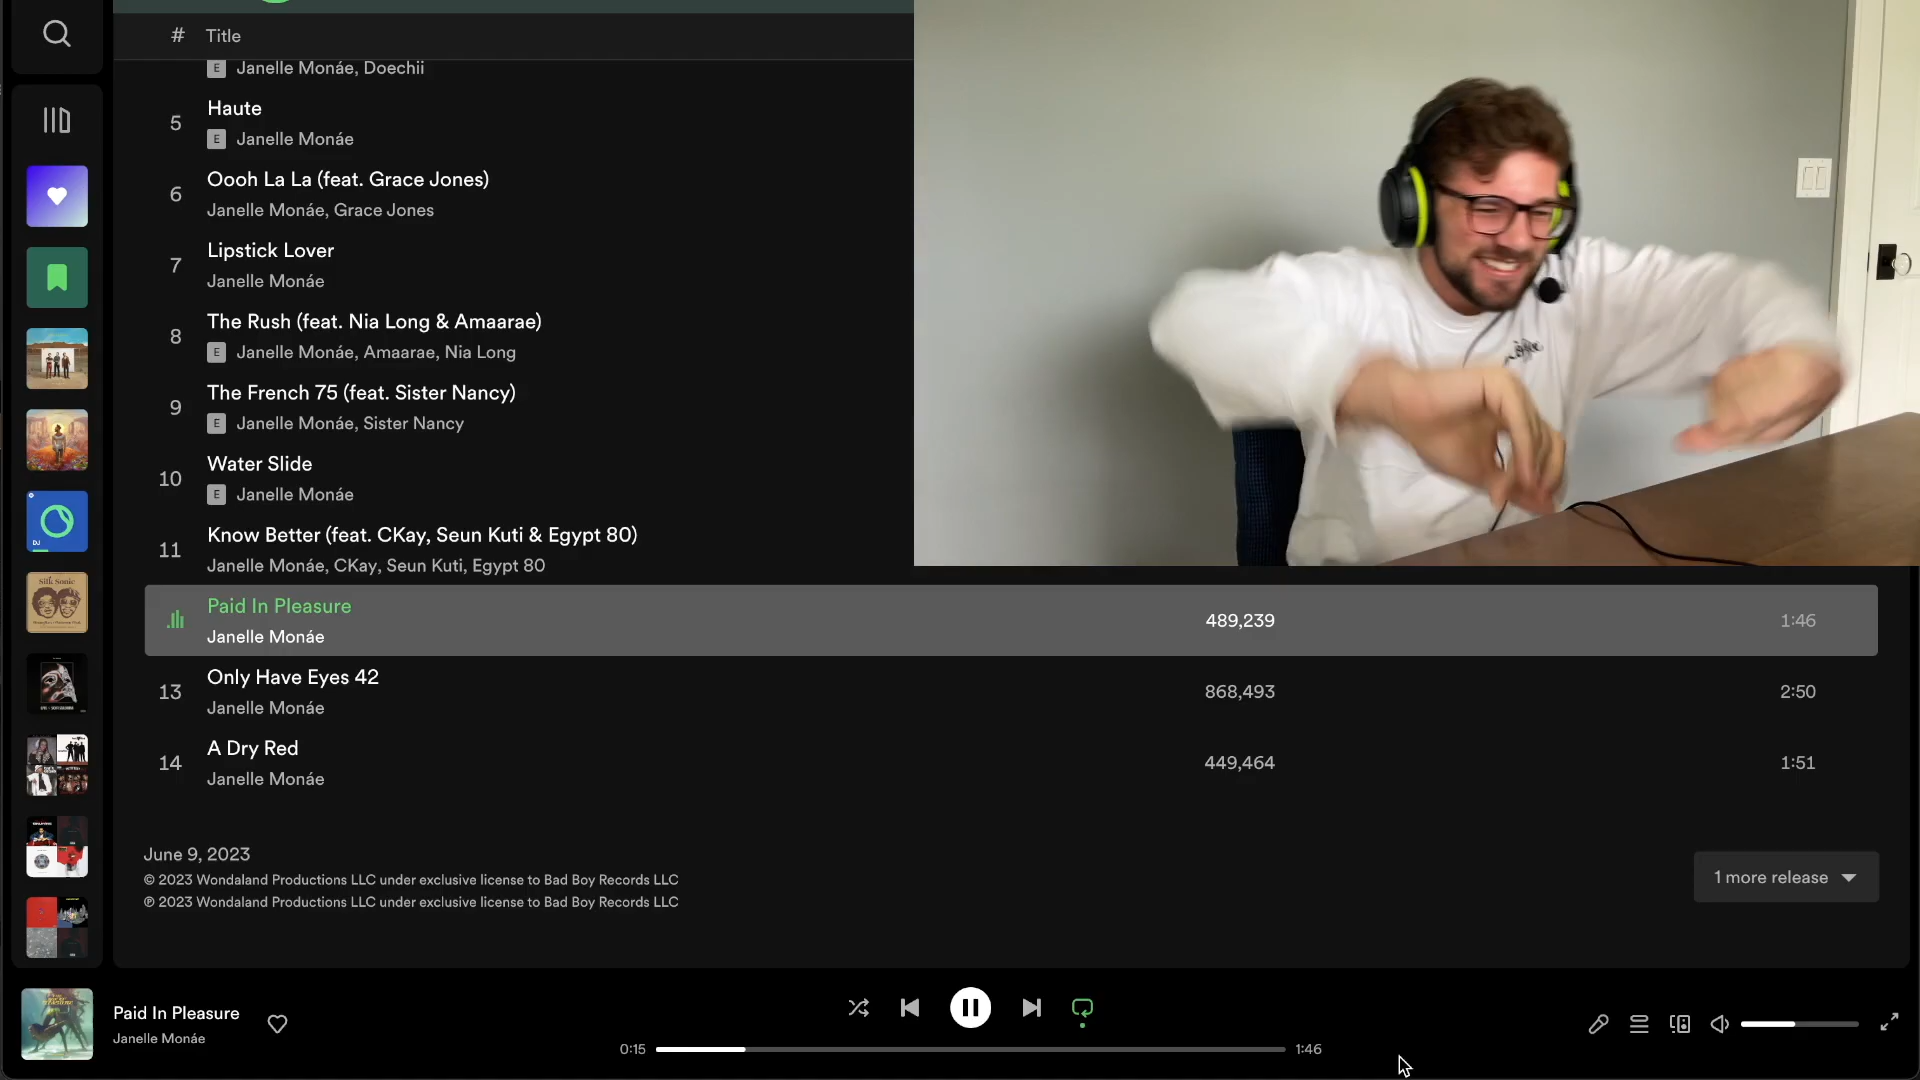 # Title
E Janelle Monáe, Doechii
5
Haute
E Janelle Monáe
6
Oooh La La (feat. Grace Jones)
Janelle Monáe, Grace Jones
7
Lipstick Lover
Janelle Monáe
8
The Rush (feat. Nia Long & Amaarae)
E Janelle Monáe, Amaarae, Nia Long
9
The French 75 (feat. Sister Nancy)
E Janelle Monáe, Sister Nancy
10
Water Slide
E Janelle Monáe
11
Know Better (feat. CKay, Seun Kuti & Egypt 80)
Janelle Monáe, CKay, Seun Kuti, Egypt 80
Paid In Pleasure
Janelle Monáe
489,239
1:46
13
Only Have Eyes 42
Janelle Monáe
868,493
2:50
14
A Dry Red
Janelle Monáe
449,464
1:51
June 9, 2023
© 2023 Wondaland Productions LLC under exclusive license to Bad Boy Records LLC
℗ 2023 Wondaland Productions LLC under exclusive license to Bad Boy Records LLC
1 more release
DJ
Silk Sonic
Paid In Pleasure
Janelle Monáe
0:15
1:46